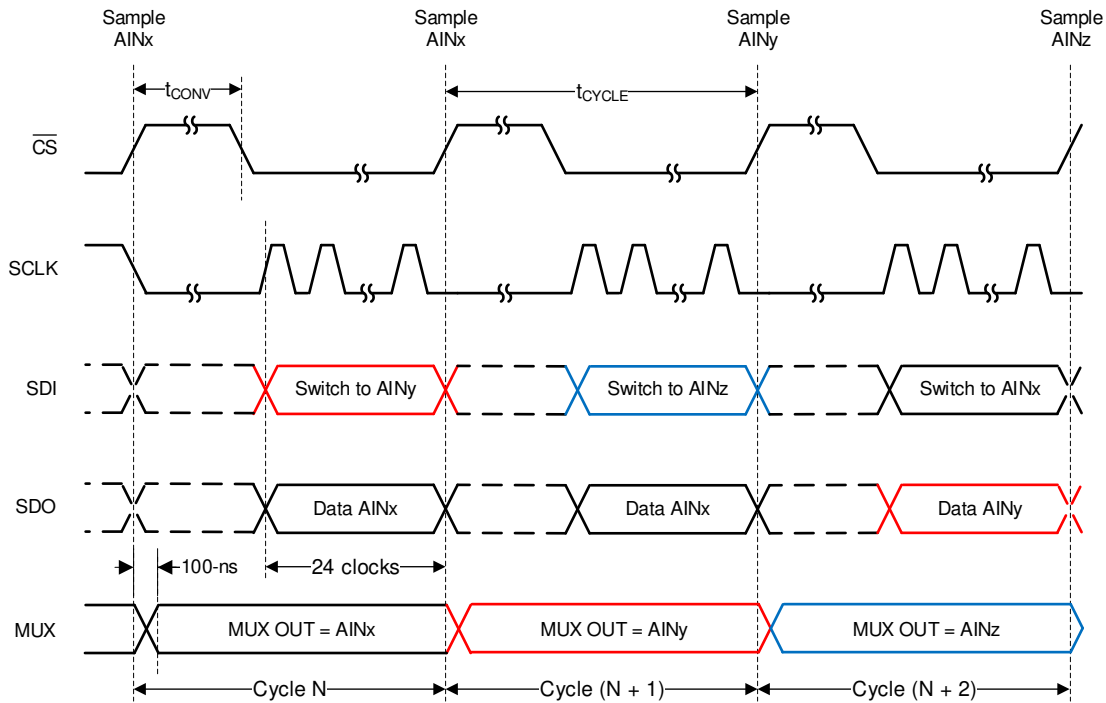 Sample
AINx
Sample
AINx
Sample
AINy
Sample
AINz
tCONV
tCYCLE
CS
SCLK
SDI
Switch to AINy
Switch to AINz
Switch to AINx
SDO
Data AINx
Data AINx
Data AINy
100-ns
24 clocks
MUX
MUX OUT = AINx
MUX OUT = AINy
MUX OUT = AINz
Cycle N
Cycle (N + 1)
Cycle (N + 2)